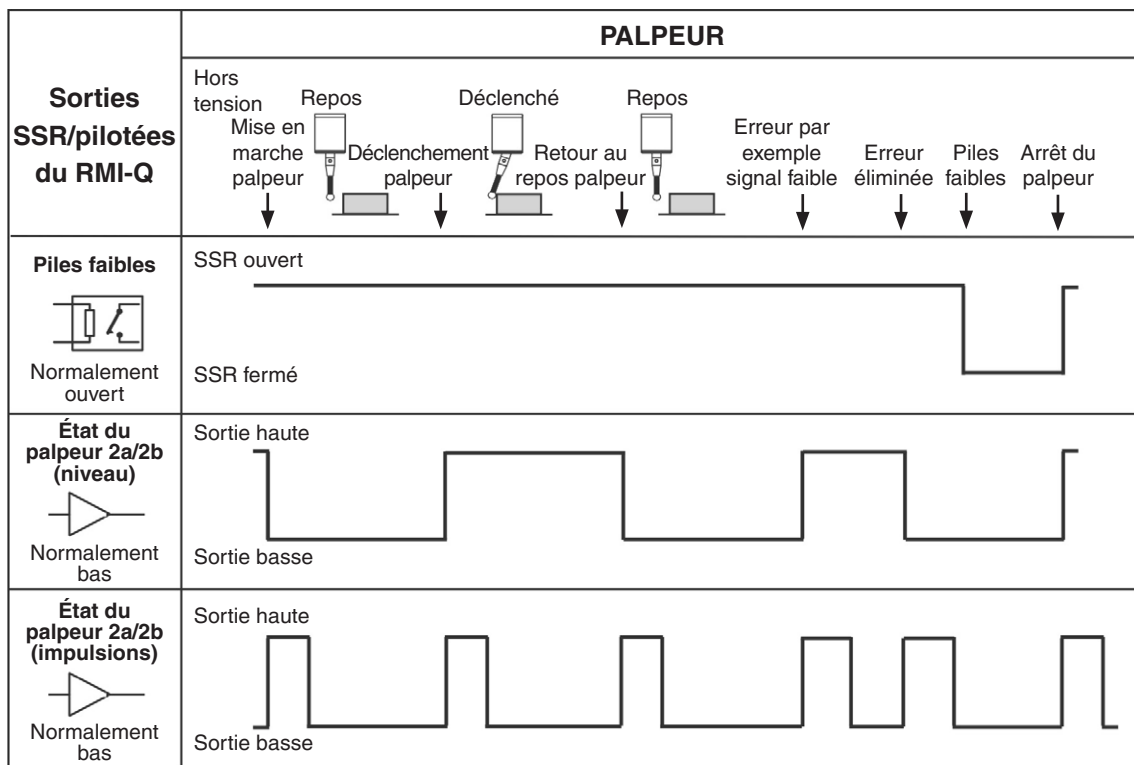 PALPEUR
Sorties
SSR/pilotées
du RMI-Q
Hors
tension
Mise en
marche
palpeur
Repos
Déclenchement
palpeur
Déclenché
Retour au
repos palpeur
Repos
Erreur par
exemple
signal faible
Erreur
éliminée
Piles
faibles
Arrêt du
palpeur
Piles faibles
Normalement
ouvert
SSR ouvert
SSR fermé
État du
palpeur 2a/2b
(niveau)
Normalement
bas
Sortie haute
Sortie basse
État du
palpeur 2a/2b
(impulsions)
Normalement
bas
Sortie haute
Sortie basse